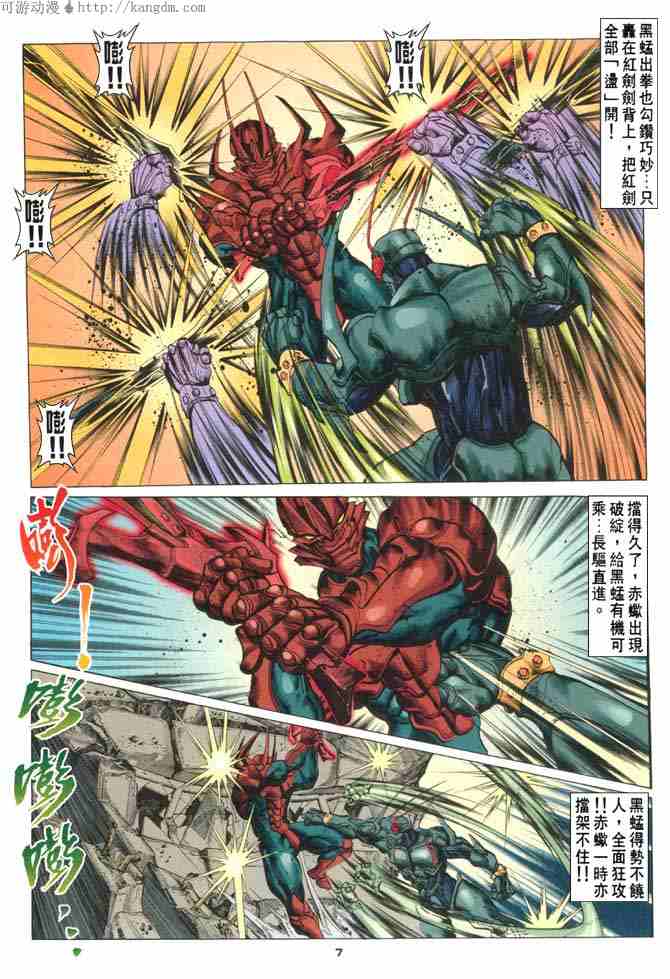 可游动漫❤http://kangdm.com
黑蜢出拳也勾鑽巧妙…只
轟在紅劍劍背上，把紅劍
全部「盪」開！
嘭!!
嘭!!
嘭!!
嘭!!
擋得久了，赤蠍出現
破綻，給黑蜢有機可
乘…長驅直進。
嘭！
嘭
嘭
嘭…
黑蜢得勢不饒
人，全面狂攻
!!赤蠍一時亦
擋架不住!!
7